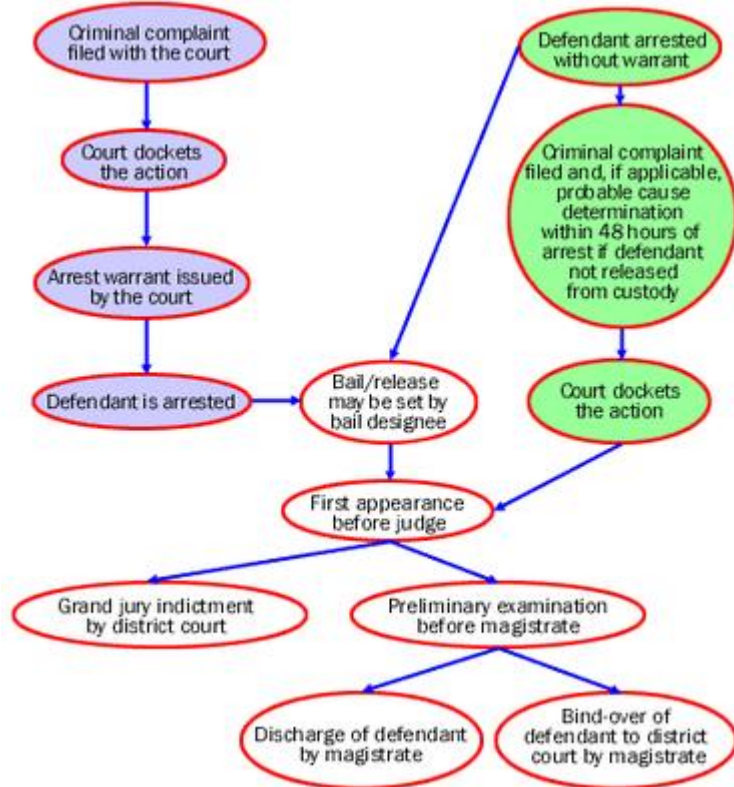 Criminal complaint
filed with the court
Defendant arrested
without warrant
Court dockets
the action
Criminal complaint
filed and, if applicable,
probable cause
determination
within 48 hours of
arrest if defendant
not released
from custody
Arrest warrant issued
by the court
Defendant is arrested
Bail/release
may be set by
bail designee
Court dockets
the action
First appearance
before judge
Grand jury indictment
by district court
Preliminary examination
before magistrate
Discharge of defendant
by magistrate
Bind-over of
defendant to district
court by magistrate